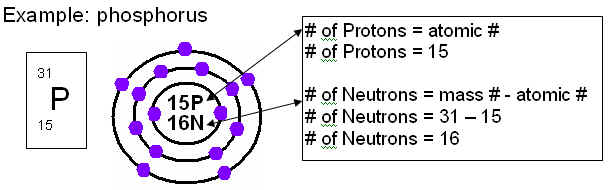 Example: phosphorus
31
P
15
15P
16N
# of Protons = atomic #
# of Protons = 15
# of Neutrons = mass # - atomic #
# of Neutrons = 31 – 15
# of Neutrons = 16